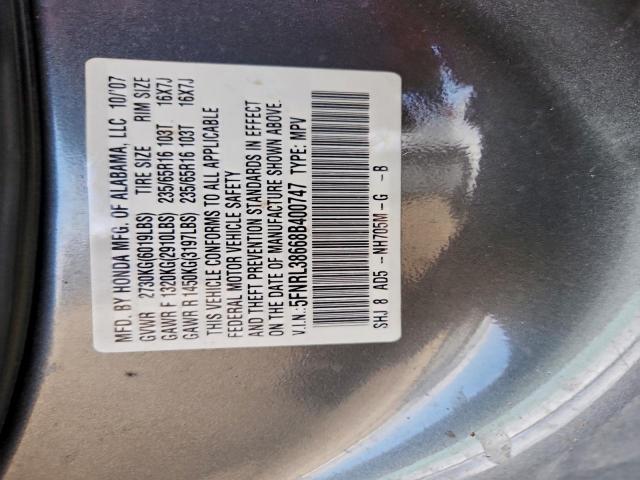 MFD. BY HONDA MFG. OF ALABAMA, LLC 10/07
GVWR 2730KG(6019LBS) TIRE SIZE RIM SIZE
GAWR F 1320KG(2910LBS) 235/65R16 103T 16X7J
GAWR R 1450KG(3197LBS) 235/65R16 103T 16X7J
THIS VEHICLE CONFORMS TO ALL APPLICABLE
FEDERAL MOTOR VEHICLE SAFETY
AND THEFT PREVENTION STANDARDS IN EFFECT
ON THE DATE OF MANUFACTURE SHOWN ABOVE.
V.I.N.:5FNRL38668B400747 TYPE: MPV
SHJ 8 AD5 -NH705M-G -B